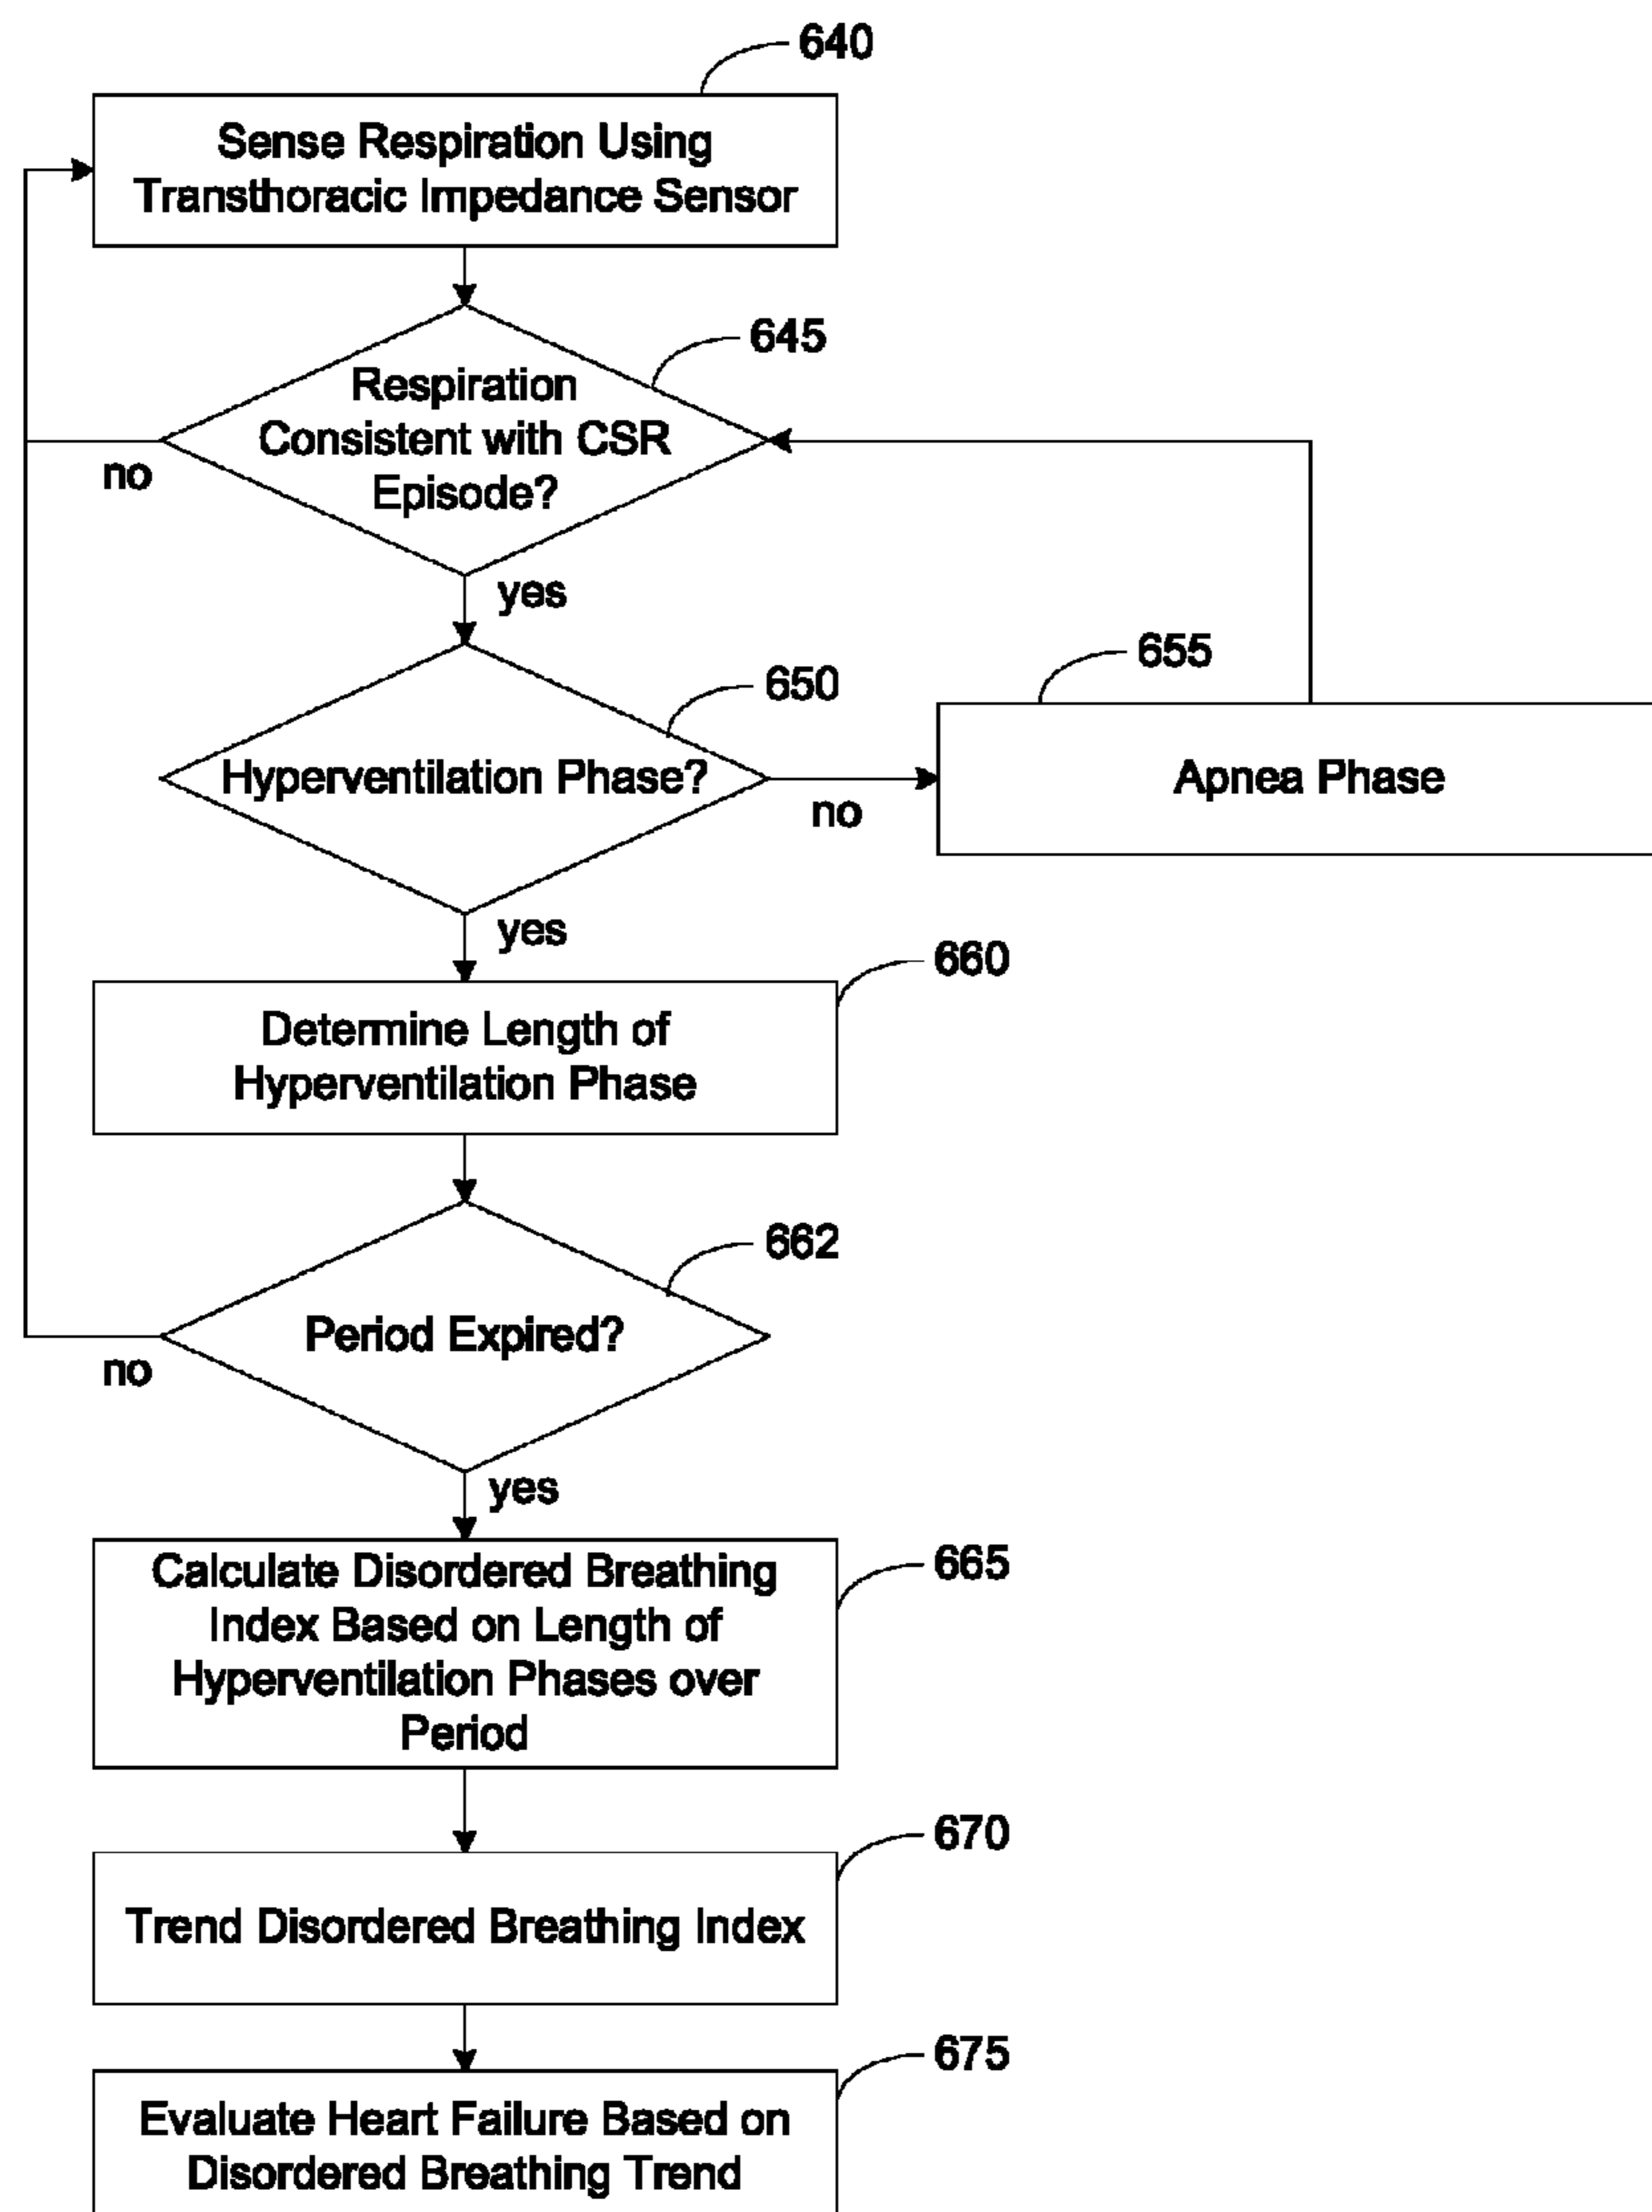 640
Sense Respiration Using
Transthoracic Impedance Sensor
645
Respiration
Consistent with CSR
Episode?
no
yes
650
Hyperventilation Phase?
no
655
Apnea Phase
yes
660
Determine Length of
Hyperventilation Phase
662
Period Expired?
no
yes
665
Calculate Disordered Breathing
Index Based on Length of
Hyperventilation Phases over
Period
670
Trend Disordered Breathing Index
675
Evaluate Heart Failure Based on
Disordered Breathing Trend